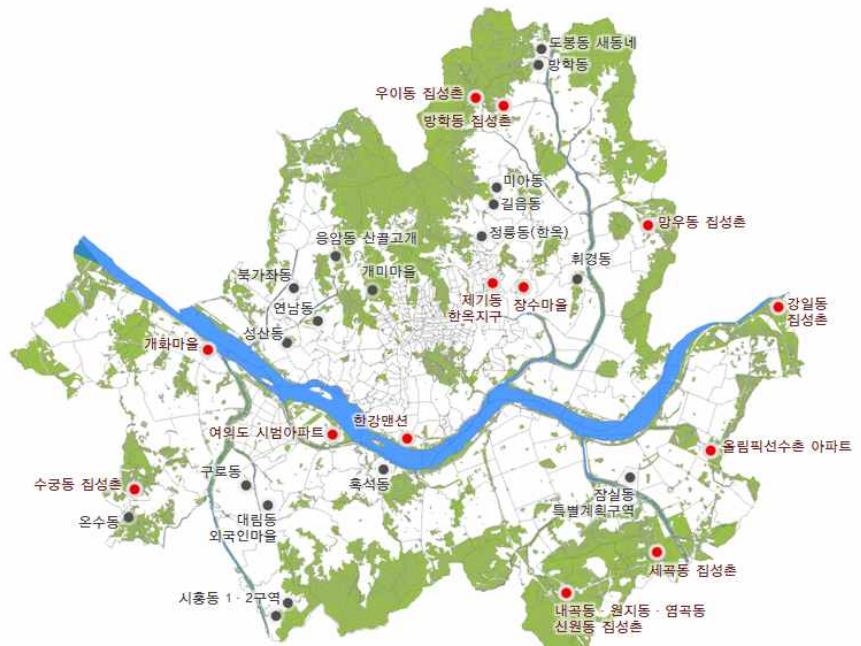 도봉동 새동네
방학동
우이동 집성촌
방학동 집성촌
미아동
길음동
정릉동(한옥)
망우동 집성촌
응암동 산골고개
개미마을
휘경동
북가좌동
연남동
성산동
제기동
한옥지구
장수마을
강일동
집성촌
개화마을
한강맨션
여의도 시범아파트
올림픽선수촌 아파트
구로동
흑석동
수궁동 집성촌
온수동
대림동
외국인마을
잠실동
특별계획구역
세곡동 집성촌
시흥동 1 · 2구역
내곡동 · 원지동 · 염곡동
신원동 집성촌